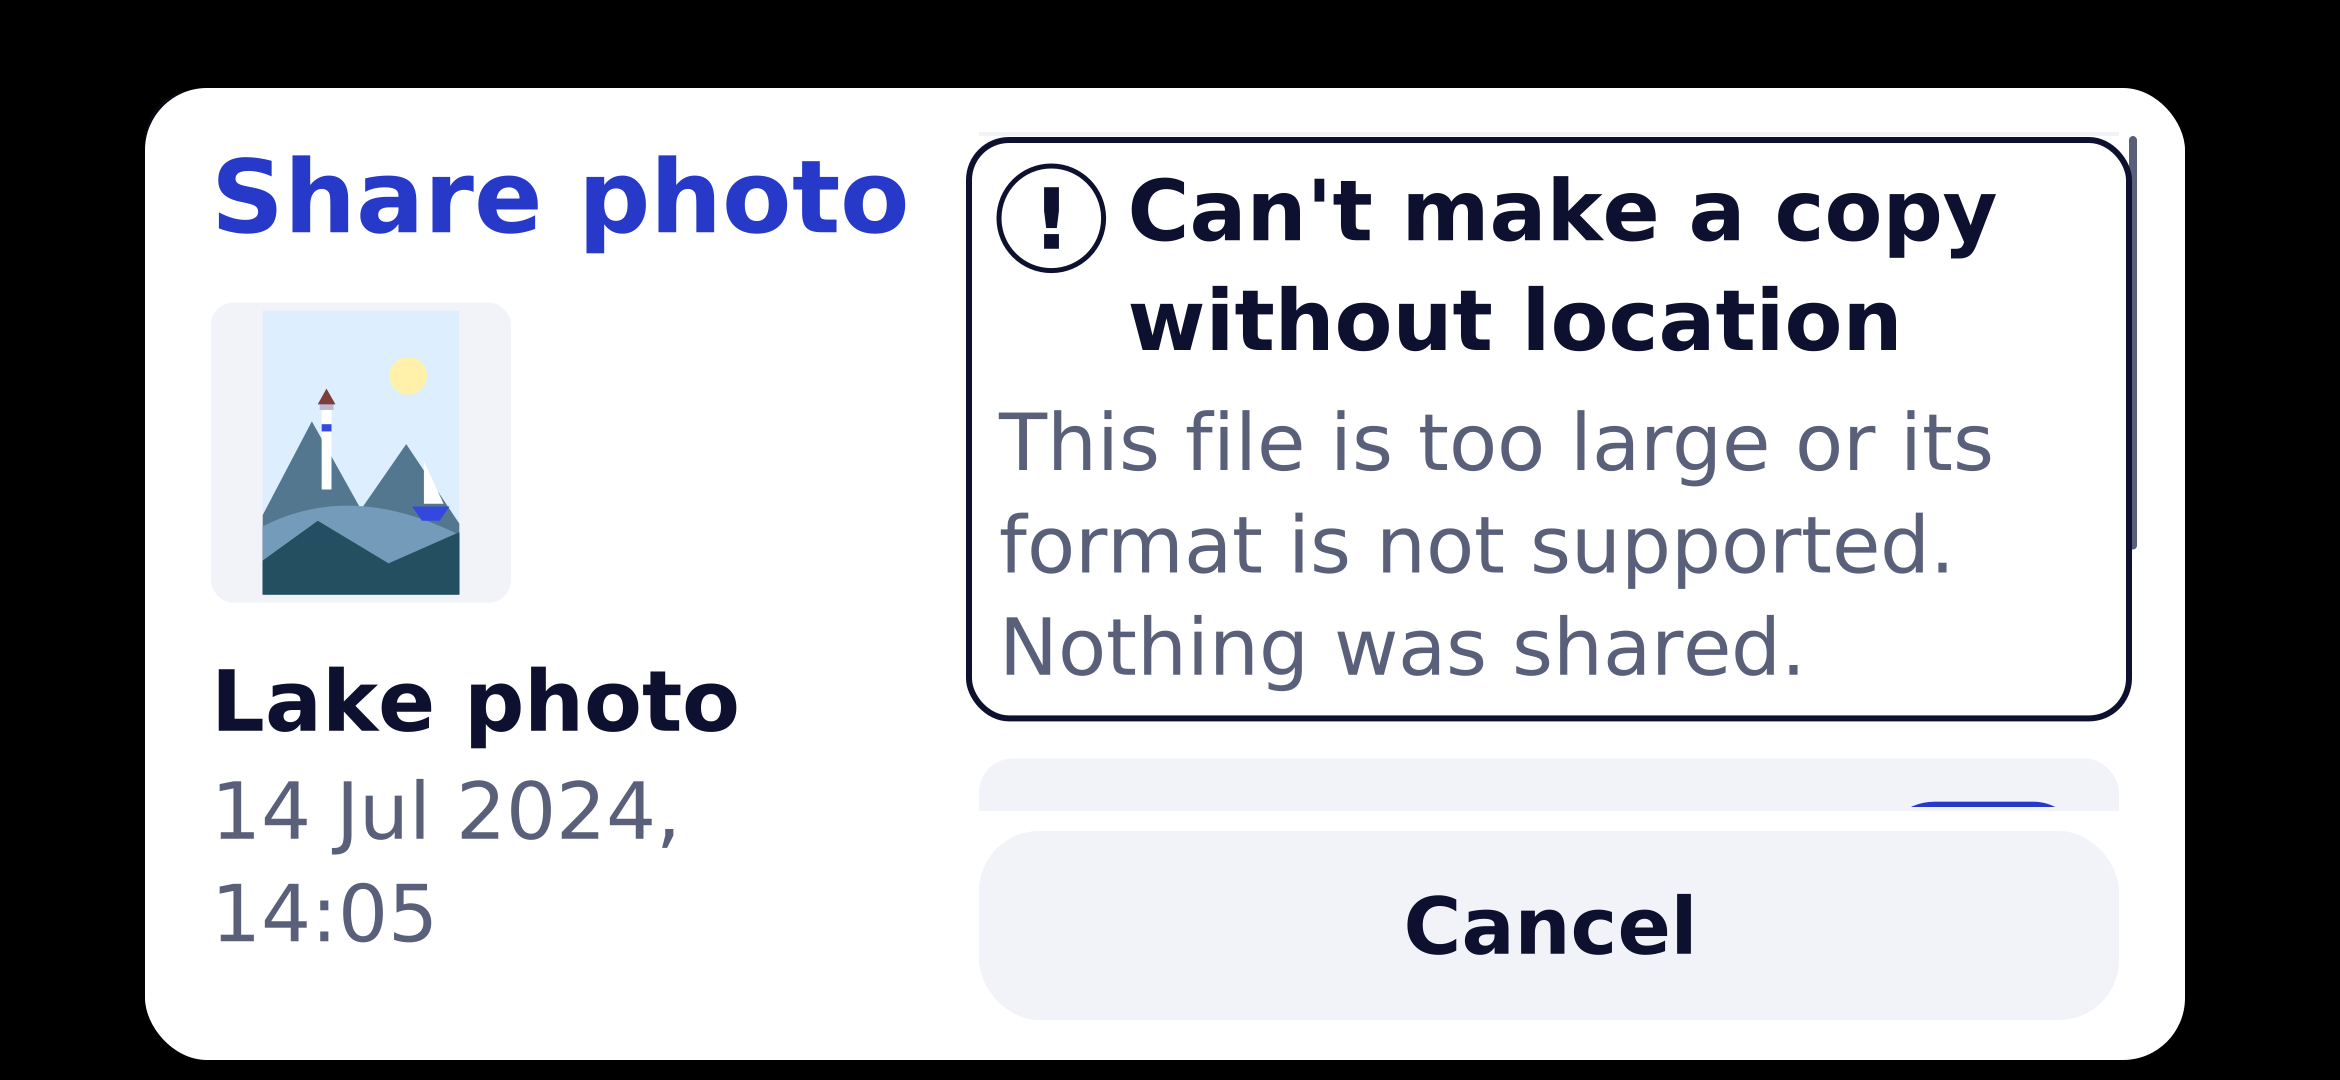 Share photo
Lake photo
14 Jul 2024,
14:05
!
Can't make a copy
without location
This file is too large or its
format is not supported.
Nothing was shared.
Cancel